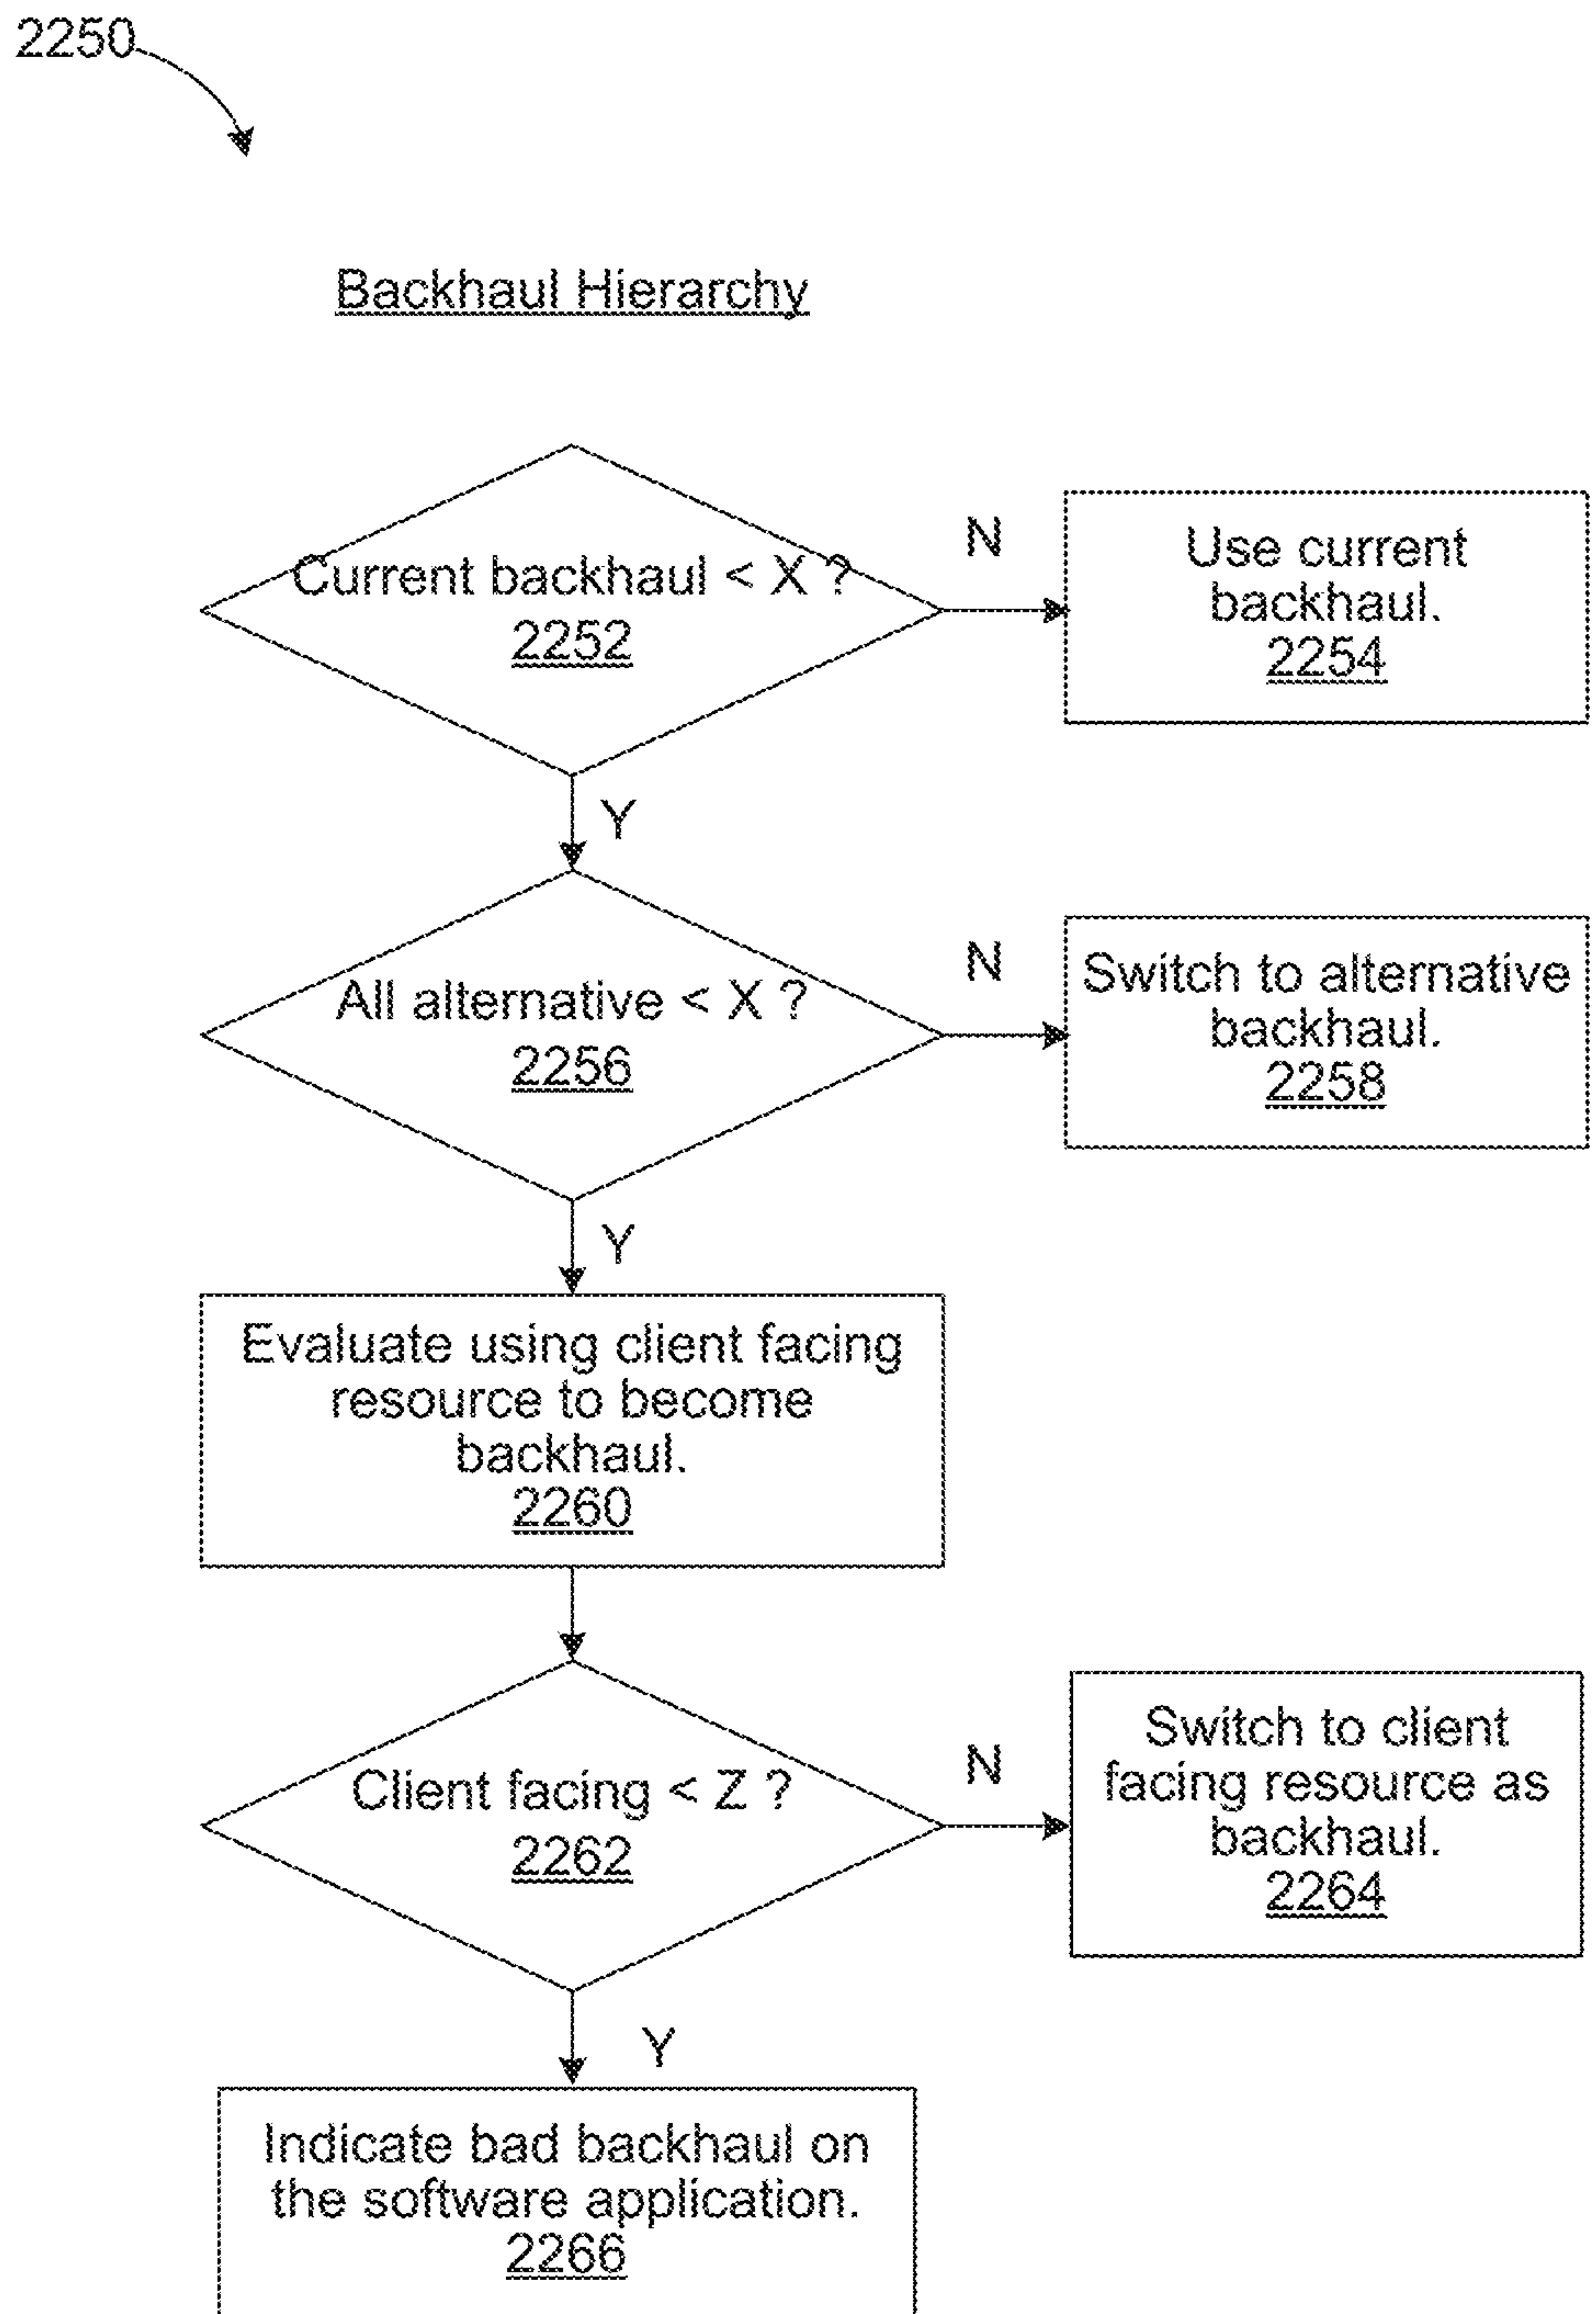 2250
Backhaul Hierarchy
Current backhaul < X ?
2252
N
Use current
backhaul.
2254
Y
All alternative < X ?
2256
N
Switch to alternative
backhaul.
2258
Y
Evaluate using client facing
resource to become
backhaul.
2260
Client facing < Z ?
2262
N
Switch to client
facing resource as
backhaul.
2264
Y
Indicate bad backhaul on
the software application.
2266